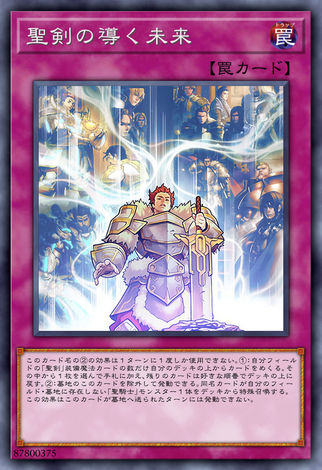 聖剣の導く未来
トラップ
罠
【罠カード】
このカード名の②の効果は１ターンに１度しか使用できない。①：自分フィール
ドの「聖剣」装備魔法カードの数だけ自分のデッキの上からカードをめくる。そ
の中から１枚を選んで手札に加え、残りのカードは好きな順番でデッキの上に
戻す。②：墓地のこのカードを除外して発動できる。同名カードが自分のフィー
ルド・墓地に存在しない「聖騎士」モンスター１体をデッキから特殊召喚する。
この効果はこのカードが墓地へ送られたターンには発動できない。
87800375